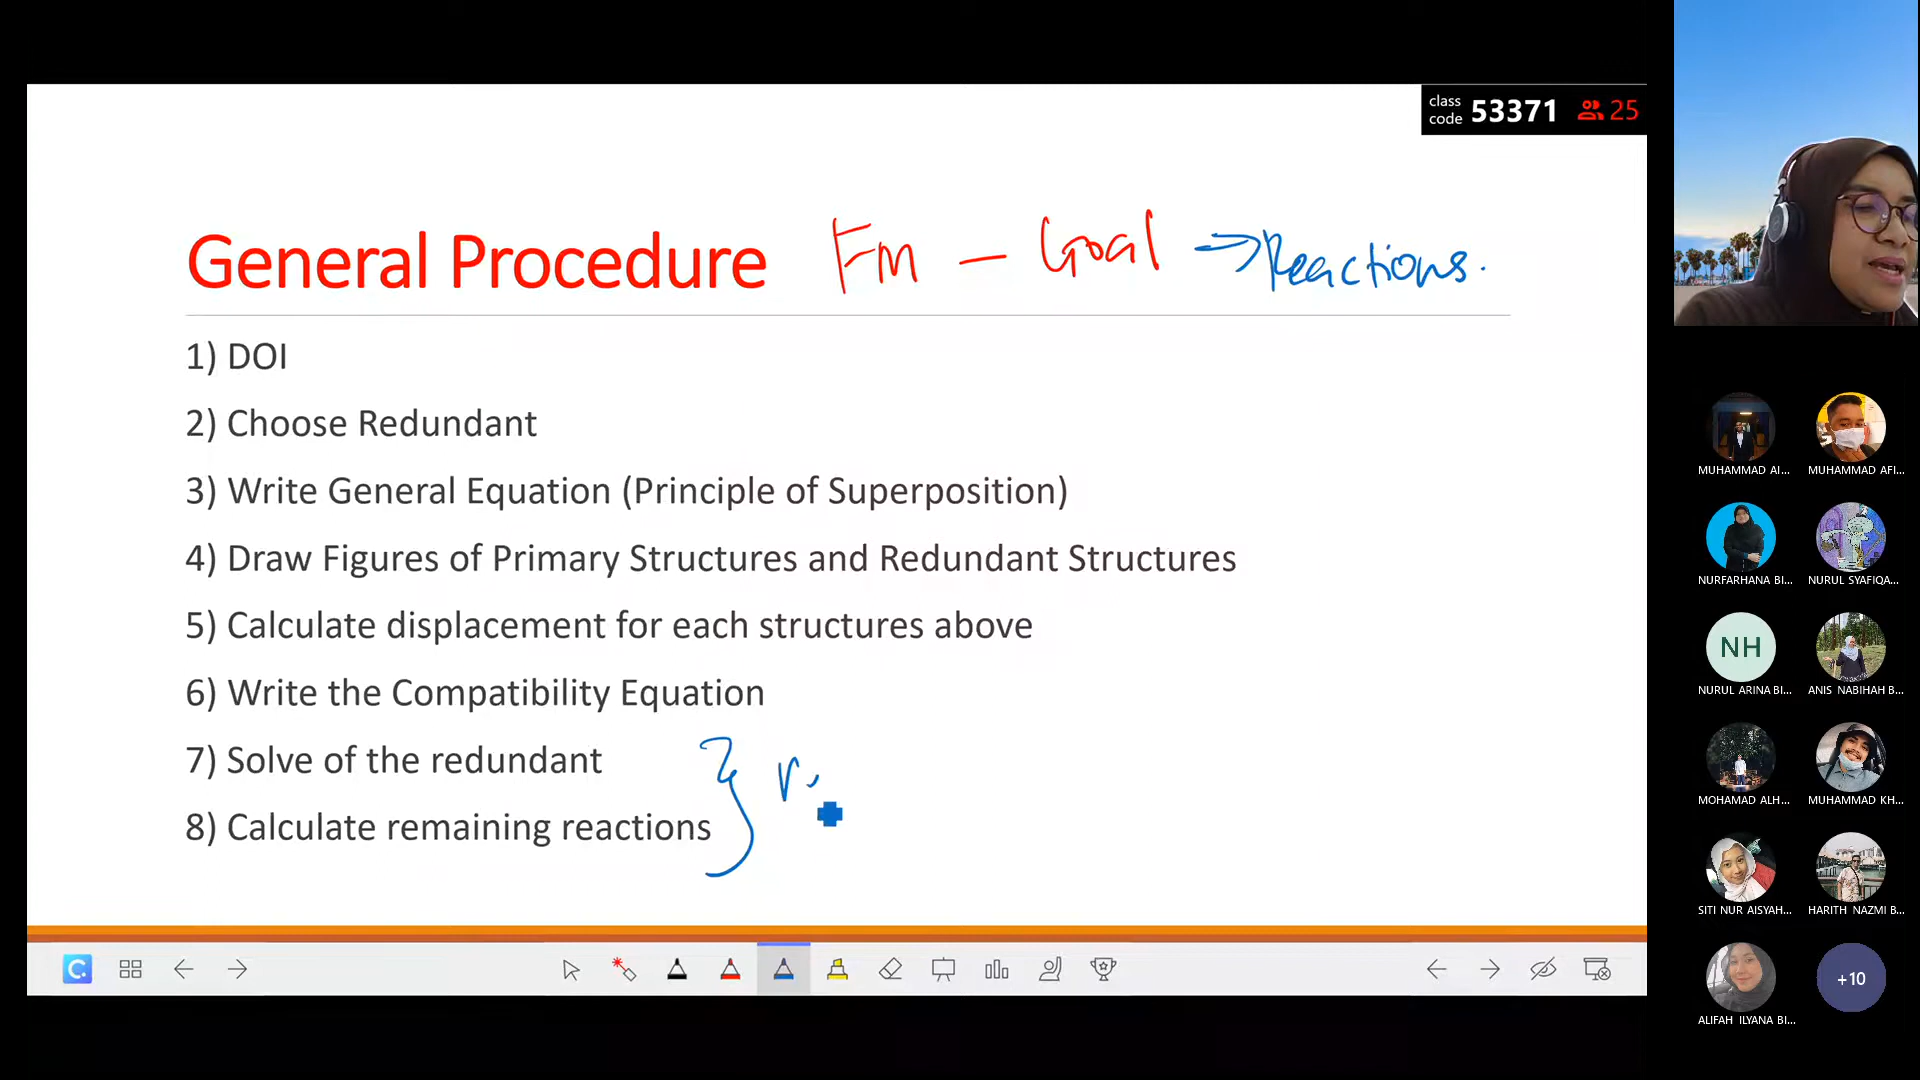 class code 53371 25
General Procedure Fm - Goal → Reactions.
1) DOI
2) Choose Redundant
3) Write General Equation (Principle of Superposition)
4) Draw Figures of Primary Structures and Redundant Structures
5) Calculate displacement for each structures above
6) Write the Compatibility Equation
7) Solve of the redundant
8) Calculate remaining reactions
r
C.
MUHAMMAD AI... MUHAMMAD AFI...
NURFARHANA BI... NURUL SYAFIQA...
NH
NURUL ARINA BI... ANIS NABIHAH B...
MOHAMAD ALH... MUHAMMAD KH...
SITI NUR AISYAH... HARITH NAZMI B...
+10
ALIFAH ILYANA BI...